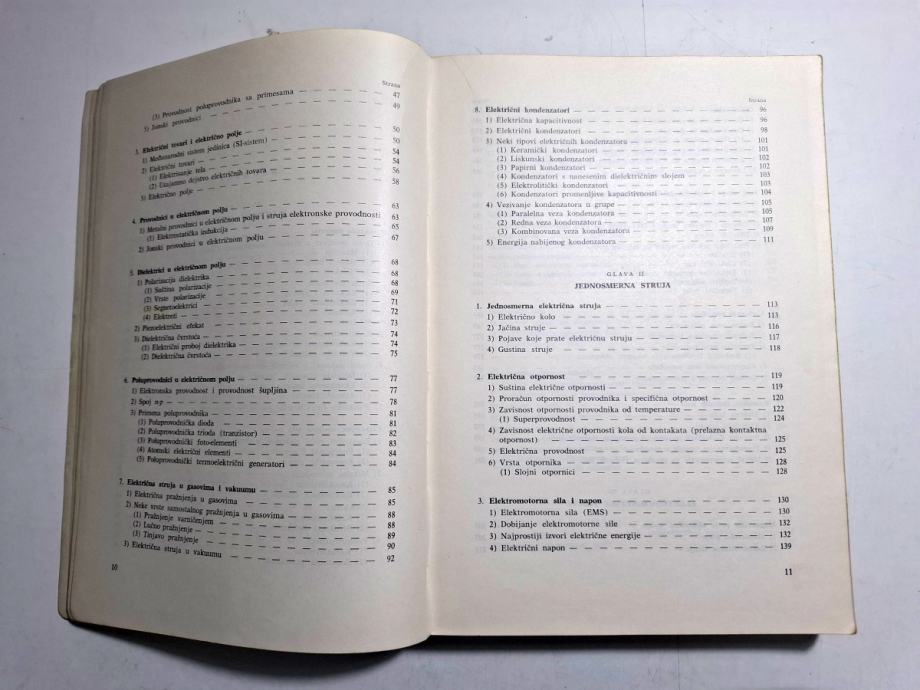 Strana
(3) Provodnost poluprovodnika sa primesama — 47
3) Jonski provodnici — 49
3. Električni tovari i električno polje — 50
1) Međunarodni sistem jedinica (SI-sistem) — 50
2) Električni tovari — 54
(1) Elektrisanje tela — 54
(2) Uzajamno dejstvo električnih tovara — 56
3) Električno polje — 58
4. Provodnici u električnom polju — 63
1) Metalni provodnici u električnom polju i struja elektronske provodnosti 63
(1) Elektrostatička indukcija — 65
2) Jonski provodnici u električnom polju — 67
5. Dielektrici u električnom polju — 68
1) Polarizacija dielektrika — 68
(1) Suština polarizacije — 68
(2) Vrste polarizacije — 69
(3) Segnetoelektrici — 71
(4) Elektreti — 72
2) Piezoelektrični efekat — 73
3) Dielektrična čvrstoća — 74
(1) Električni proboj dielektrika — 74
(2) Dielektrična čvrstoća — 75
6. Poluprovodnici u električnom polju — 77
1) Elektronska provodnost i provodnost šupljina — 77
2) Spoj n-p — 78
3) Primena poluprovodnika — 81
(1) Poluprovodnička dioda — 81
(2) Poluprovodnička trioda (tranzistor) — 82
(3) Poluprovodnički foto-elementi — 83
(4) Atomski električni elementi — 84
(5) Poluprovodnički termoelektrični generatori — 84
7. Električna struja u gasovima i vakuumu — 85
1) Električna pražnjenja u gasovima — 85
2) Neke vrste samostalnog pražnjenja u gasovima — 88
(1) Pražnjenje varničenjem — 88
(2) Lučno pražnjenje — 89
(3) Tinjavo pražnjenje — 90
3) Električna struja u vakuumu — 92
10
Strana
8. Električni kondenzatori — 96
1) Električna kapacitivnost — 96
2) Električni kondenzatori — 98
3) Neki tipovi električnih kondenzatora — 101
(1) Keramički kondenzatori — 101
(2) Liskunski kondenzatori — 102
(3) Papirni kondenzatori — 102
(4) Kondenzatori s nanesenim dielektričnim slojem — 103
(5) Elektrolitički kondenzatori — 103
(6) Kondenzatori promenljive kapacitivnosti — 104
4) Vezivanje kondenzatora u grupe — 105
(1) Paralelna veza kondenzatora — 105
(2) Redna veza kondenzatora — 107
(3) Kombinovana veza kondenzatora — 109
5) Energija nabijenog kondenzatora — 111
GLAVA II
JEDNOSMERNA STRUJA
1. Jednosmerna električna struja — 113
1) Električno kolo — 113
2) Jačina struje — 116
3) Pojave koje prate električnu struju — 117
4) Gustina struje — 118
2. Električna otpornost — 119
1) Suština električne otpornosti — 119
2) Proračun otpornosti provodnika i specifična otpornost — 120
3) Zavisnost otpornosti provodnika od temperature — 122
(1) Superprovodnost — 124
4) Zavisnost električne otpornosti kola od kontakata (prelazna kontaktna
otpornost) — 125
5) Električna provodnost — 125
6) Vrsta otpornika — 128
(1) Slojni otpornici — 128
3. Elektromotorna sila i napon — 130
1) Elektromotorna sila (EMS) — 130
2) Dobijanje elektromotorne sile — 132
3) Najprostiji izvori električne energije — 132
4) Električni napon — 139
11